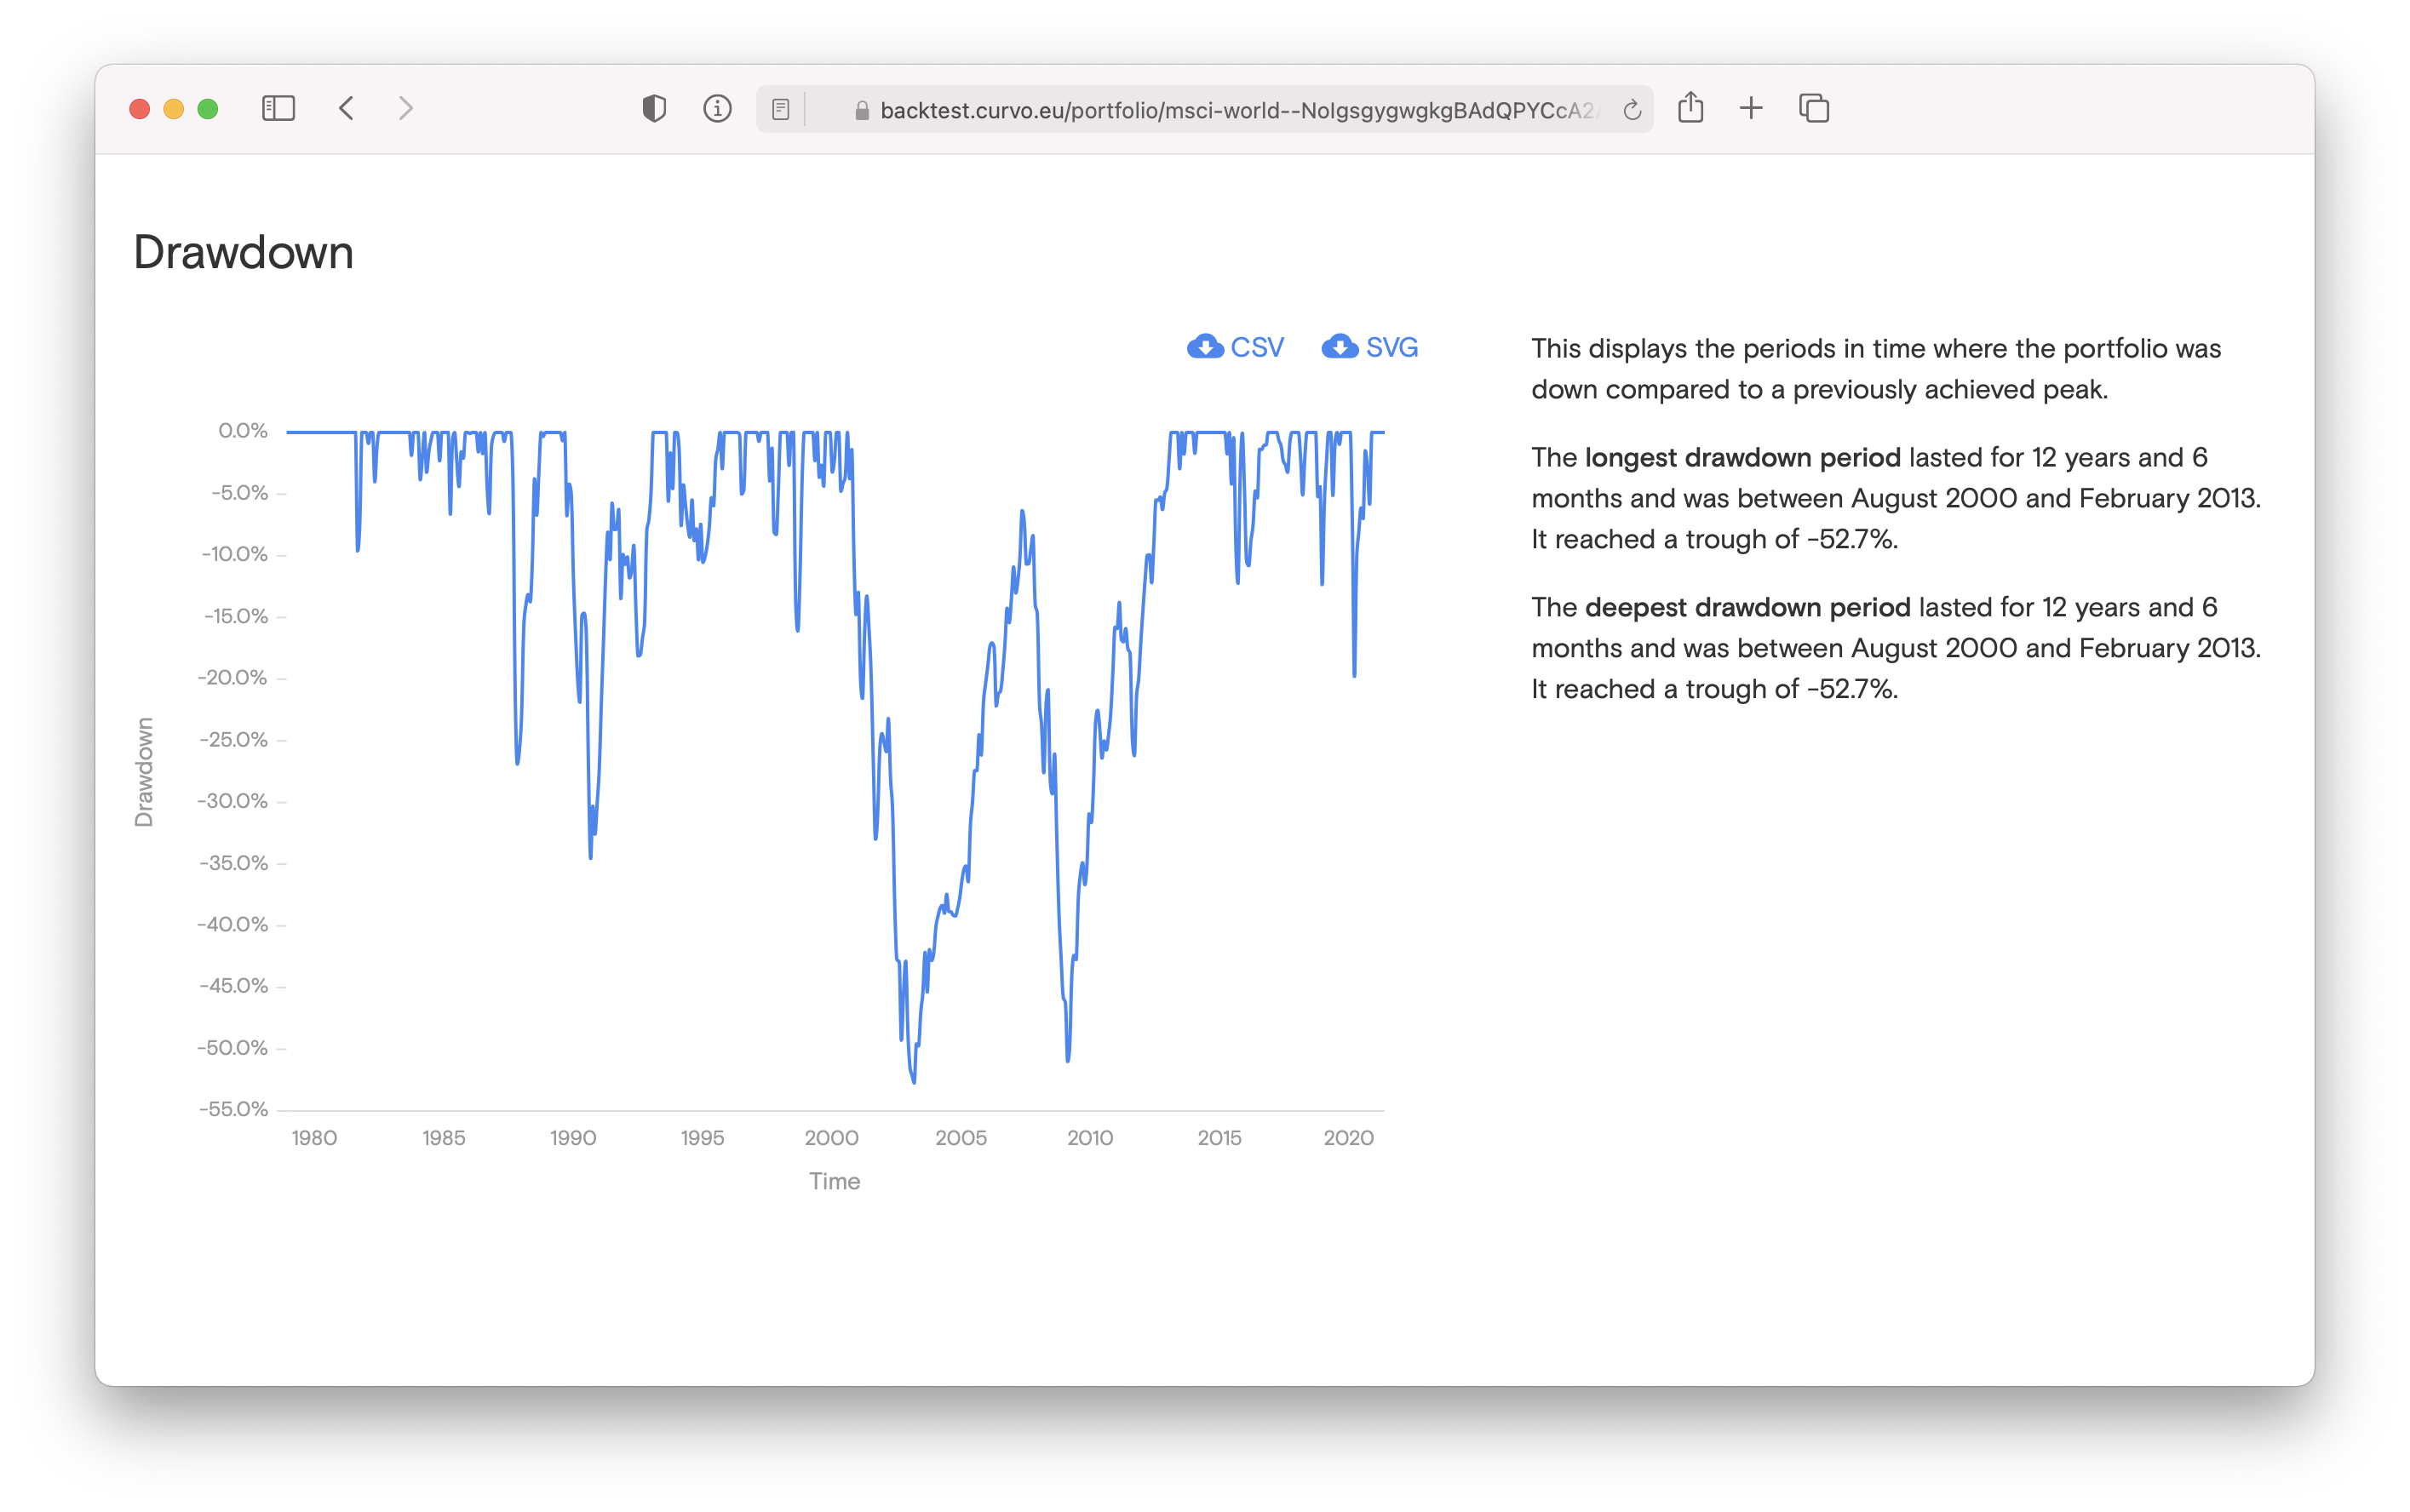 backtest.curvo.eu/portfolio/msci-world--NoIgsgygwgkgBAdQPYCcA2
Drawdown
CSV SVG
This displays the periods in time where the portfolio was
down compared to a previously achieved peak.
The longest drawdown period lasted for 12 years and 6
months and was between August 2000 and February 2013.
It reached a trough of -52.7%.
The deepest drawdown period lasted for 12 years and 6
months and was between August 2000 and February 2013.
It reached a trough of -52.7%.
0.0%
-5.0%
-10.0%
-15.0%
-20.0%
-25.0%
-30.0%
-35.0%
-40.0%
-45.0%
-50.0%
-55.0%
Drawdown
1980 1985 1990 1995 2000 2005 2010 2015 2020
Time